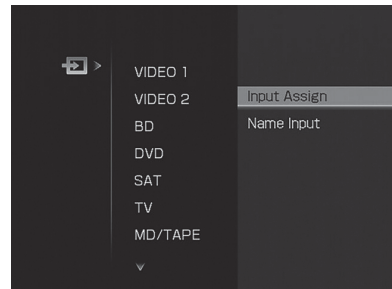 VIDEO 1
VIDEO 2
BD
DVD
SAT
TV
MD/TAPE
Input Assign
Name Input